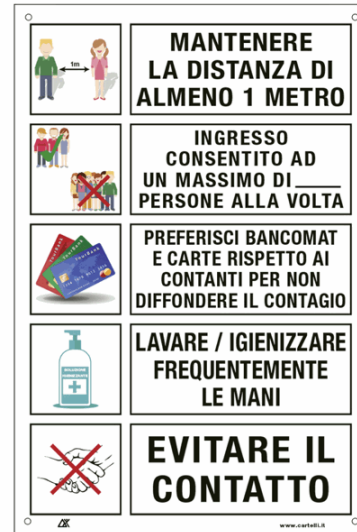 1m
MANTENERE
LA DISTANZA DI
ALMENO 1 METRO
INGRESSO
CONSENTITO AD
UN MASSIMO DI ____
PERSONE ALLA VOLTA
PREFERISCI BANCOMAT
E CARTE RISPETTO AI
CONTANTI PER NON
DIFFONDERE IL CONTAGIO
LAVARE / IGIENIZZARE
FREQUENTEMENTE
LE MANI
EVITARE IL
CONTATTO
www.cartelli.it